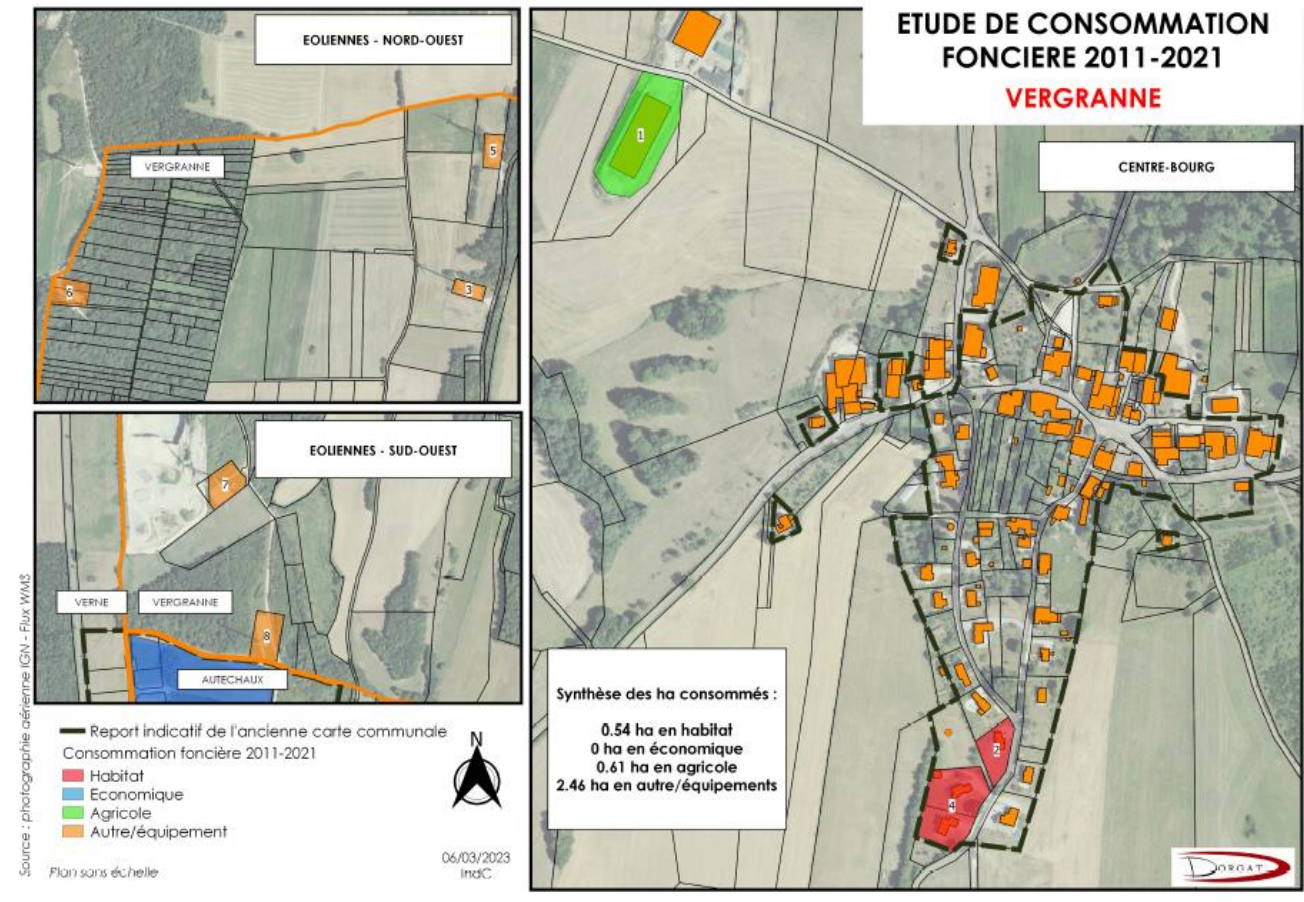 EOLIENNES - NORD-OUEST
VERGRANNE
5
6
3
EOLIENNES - SUD-OUEST
7
VERNE
VERGRANNE
8
AUTECHAUX
Source : photographie aérienne IGN - Flux WMS
Report indicatif de l'ancienne carte communale
Consommation foncière 2011-2021
Habitat
Economique
Agricole
Autre/équipement
N
Plan sans échelle
06/03/2023
IndC
ETUDE DE CONSOMMATION
FONCIERE 2011-2021
VERGRANNE
CENTRE-BOURG
1
Synthèse des ha consommés :
0.54 ha en habitat
0 ha en économique
0.61 ha en agricole
2.46 ha en autre/équipements
2
4
DORGAT